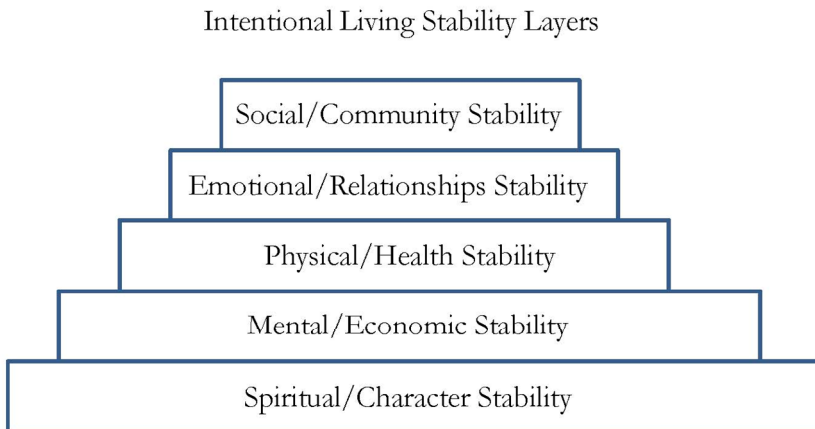 Intentional Living Stability Layers
Social/Community Stability
Emotional/Relationships Stability
Physical/Health Stability
Mental/Economic Stability
Spiritual/Character Stability